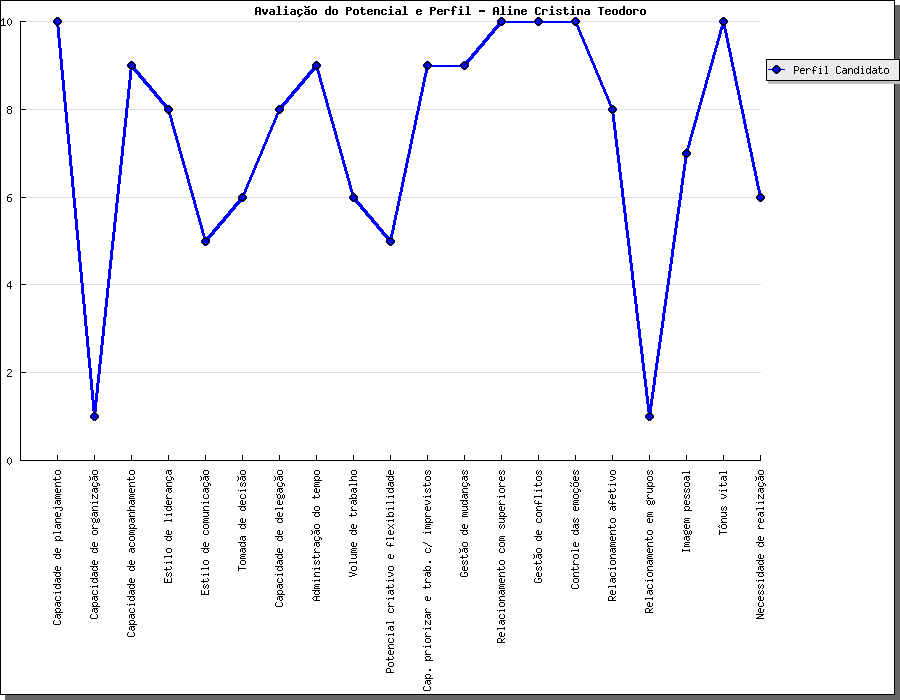 Avaliação do Potencial e Perfil - Aline Cristina Teodoro
10
8
6
4
2
0
Perfil Candidato
Capacidade de planejamento
Capacidade de organização
Capacidade de acompanhamento
Estilo de liderança
Estilo de comunicação
Tomada de decisão
Capacidade de delegação
Administração do tempo
Volume de trabalho
Potencial criativo e flexibilidade
Cap. priorizar e trab. c/ imprevistos
Gestão de mudanças
Relacionamento com superiores
Gestão de conflitos
Controle das emoções
Relacionamento afetivo
Relacionamento em grupos
Imagem pessoal
Tônus vital
Necessidade de realização